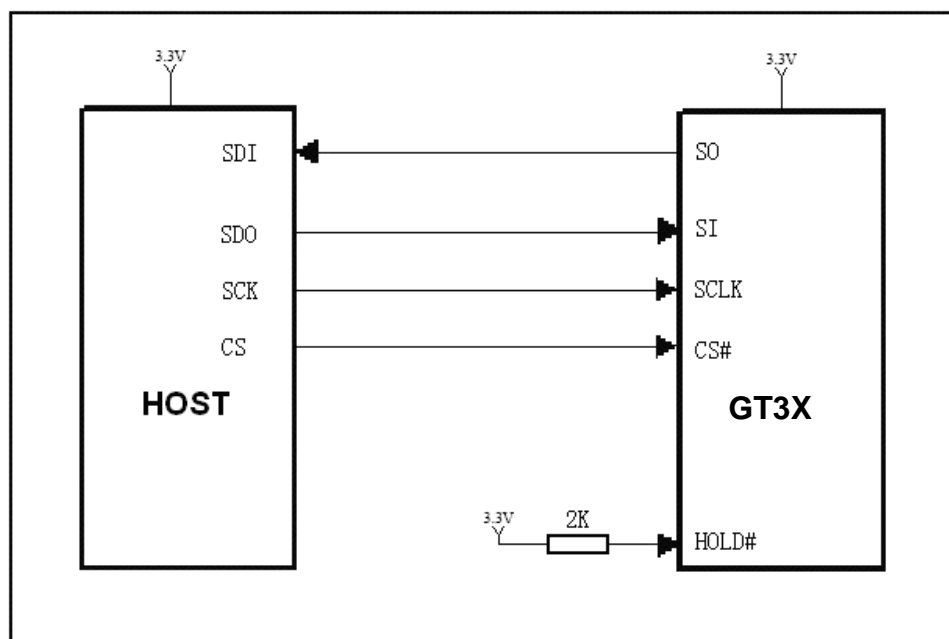 3.3V 3.3V
SDI SO
SDO SI
SCK SCLK
CS CS#
HOST GT3X
3.3V 2K HOLD#